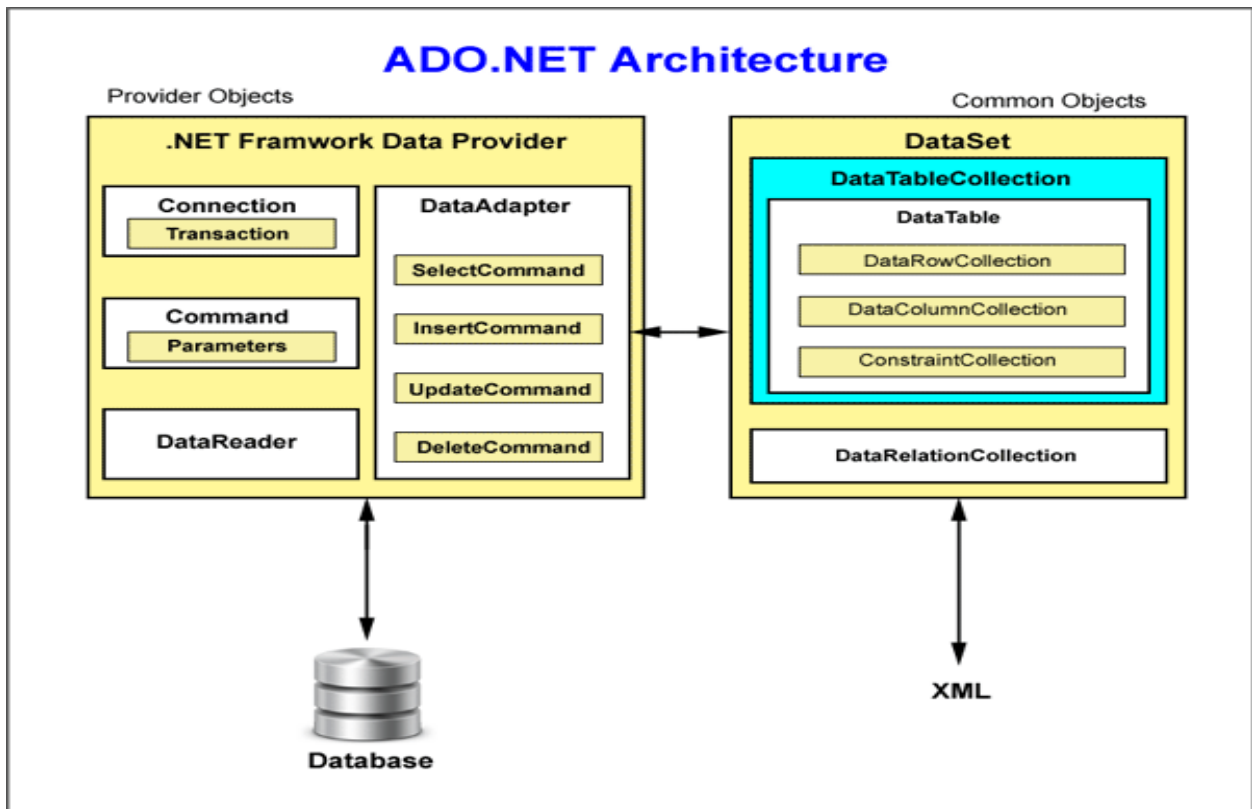 ADO.NET Architecture
Provider Objects
Common Objects
.NET Framwork Data Provider
Connection
Transaction
Command
Parameters
DataReader
DataAdapter
SelectCommand
InsertCommand
UpdateCommand
DeleteCommand
DataSet
DataTableCollection
DataTable
DataRowCollection
DataColumnCollection
ConstraintCollection
DataRelationCollection
Database
XML